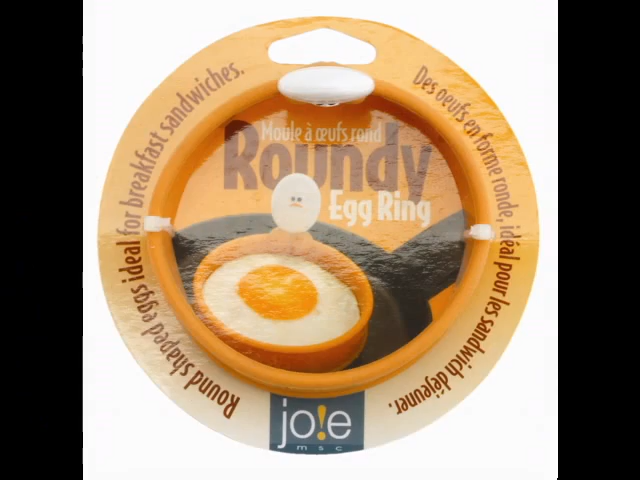 Round shaped eggs ideal for breakfast sandwiches.
Des oeufs en forme ronde, idéal pour les sandwich déjeuner.
Moule à œufs rond
Roundy
Egg Ring
jo!e
msc